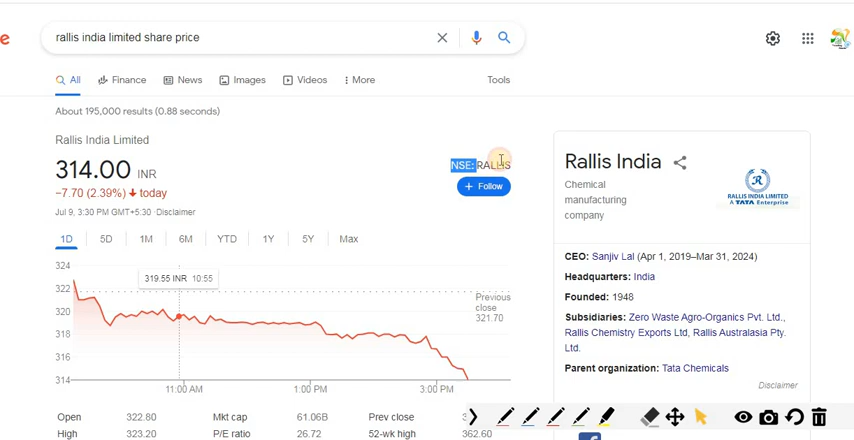 e
rallis india limited share price
All Finance News Images Videos More Tools
About 195,000 results (0.88 seconds)
Rallis India Limited
314.00 INR
−7.70 (2.39%) today
Jul 9, 3:30 PM GMT+5:30 · Disclaimer
NSE: RALLIS
+ Follow
1D 5D 1M 6M YTD 1Y 5Y Max
324
322
320
318
316
314
319.55 INR 10:55
Previous
close
321.70
11:00 AM 1:00 PM 3:00 PM
Open 322.80 Mkt cap 61.06B Prev close
High 323.20 P/E ratio 26.72 52-wk high 362.60
Rallis India
Chemical
manufacturing
company
R
RALLIS INDIA LIMITED
A TATA Enterprise
CEO: Sanjiv Lal (Apr 1, 2019–Mar 31, 2024)
Headquarters: India
Founded: 1948
Subsidiaries: Zero Waste Agro-Organics Pvt. Ltd.,
Rallis Chemistry Exports Ltd, Rallis Australasia Pty.
Ltd.
Parent organization: Tata Chemicals
Disclaimer